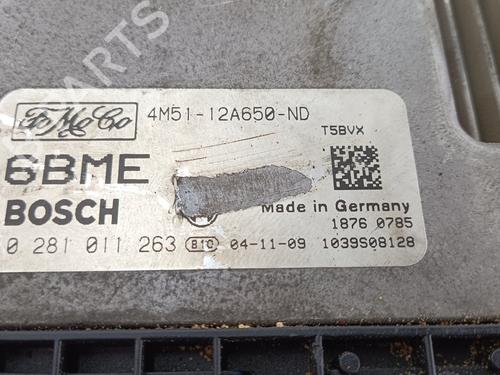 FoMoCo 4M51-12A650-ND
T5BVX
6BME
BOSCH Made in Germany
1876 0785
0 281 011 263 B10 04-11-09 1039S08128